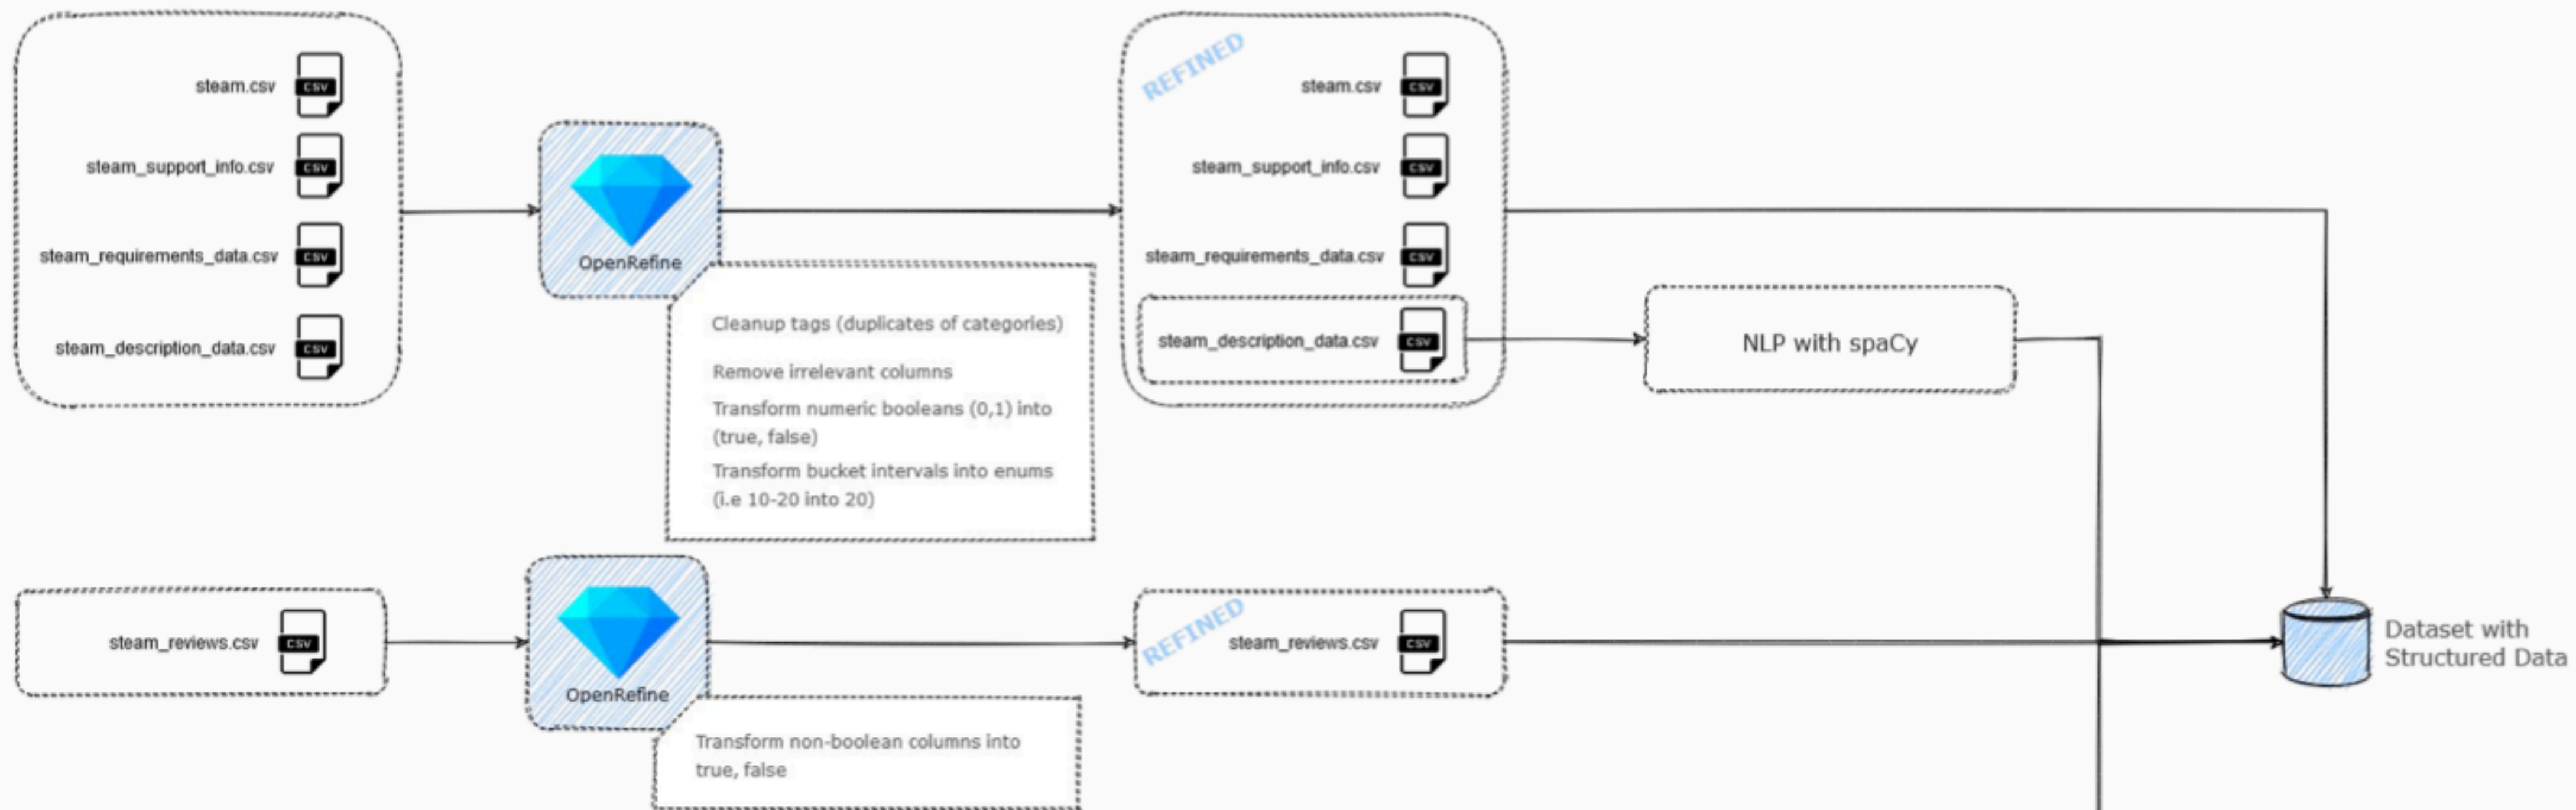 steam.csv
CSV
steam_support_info.csv
CSV
steam_requirements_data.csv
CSV
steam_description_data.csv
CSV
OpenRefine
Cleanup tags (duplicates of categories)
Remove irrelevant columns
Transform numeric booleans (0,1) into
(true, false)
Transform bucket intervals into enums
(i.e 10-20 into 20)
REFINED
steam.csv
CSV
steam_support_info.csv
CSV
steam_requirements_data.csv
CSV
steam_description_data.csv
CSV
NLP with spaCy
steam_reviews.csv
CSV
OpenRefine
Transform non-boolean columns into
true, false
REFINED
steam_reviews.csv
CSV
Dataset with
Structured Data